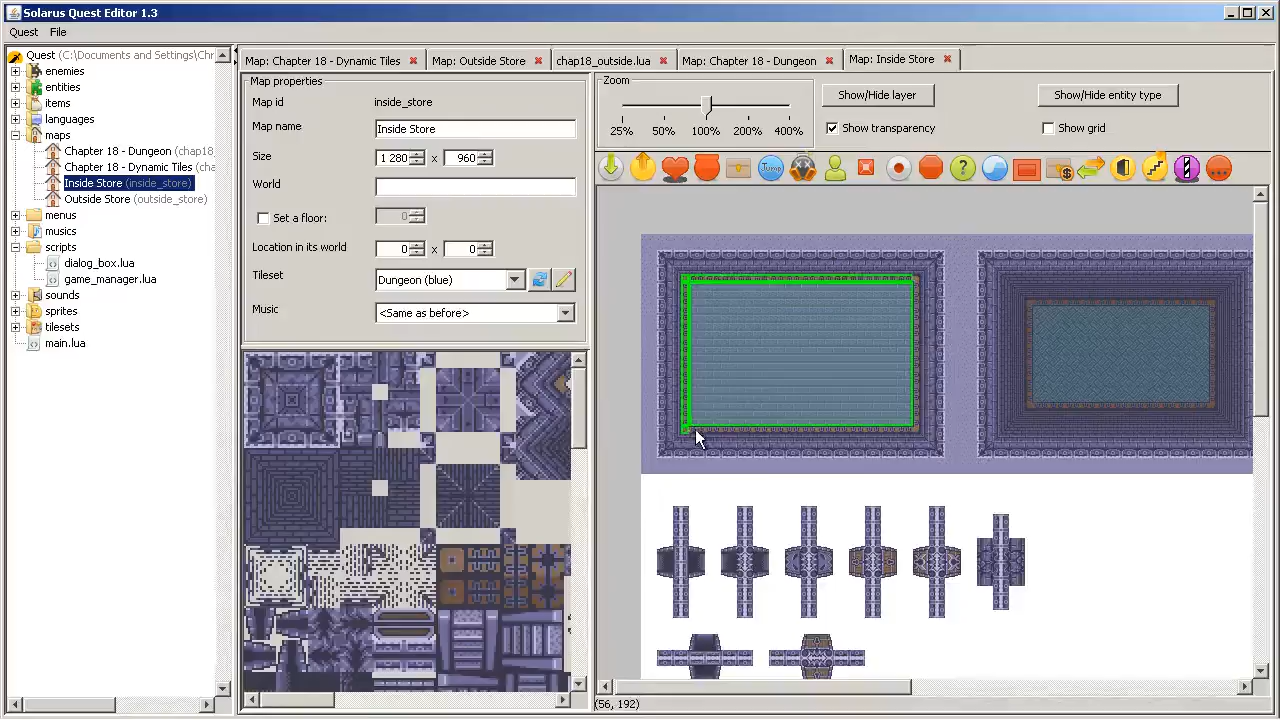 Solarus Quest Editor 1.3
Quest File
Quest (C:\Documents and Settings\Chr
enemies
entities
items
languages
maps
Chapter 18 - Dungeon (chap18
Chapter 18 - Dynamic Tiles (cha
Inside Store (inside_store)
Outside Store (outside_store)
menus
musics
scripts
dialog_box.lua
game_manager.lua
sounds
sprites
tilesets
main.lua
Map: Chapter 18 - Dynamic Tiles
Map: Outside Store
chap18_outside.lua
Map: Chapter 18 - Dungeon
Map: Inside Store
Map properties
Map id inside_store
Map name Inside Store
Size 1 280 x 960
World
Set a floor: 0
Location in its world 0 x 0
Tileset Dungeon (blue)
Music <Same as before>
Zoom
25% 50% 100% 200% 400%
Show/Hide layer
Show transparency
Show/Hide entity type
Show grid
Jump
?
$
(56, 192)